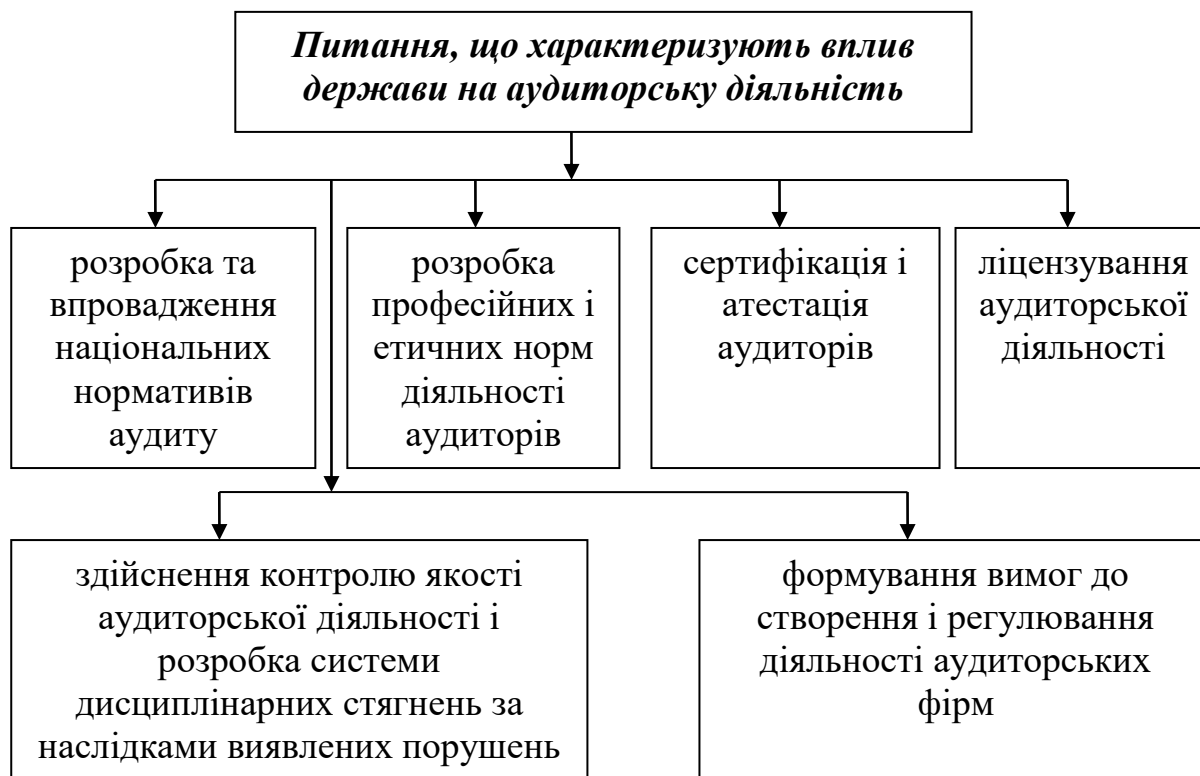 Питання, що характеризують вплив
держави на аудиторську діяльність
розробка та
впровадження
національних
нормативів
аудиту
розробка
професійних і
етичних норм
діяльності
аудиторів
сертифікація і
атестація
аудиторів
ліцензування
аудиторської
діяльності
здійснення контролю якості
аудиторської діяльності і
розробка системи
дисциплінарних стягнень за
наслідками виявлених порушень
формування вимог до
створення і регулювання
діяльності аудиторських
фірм